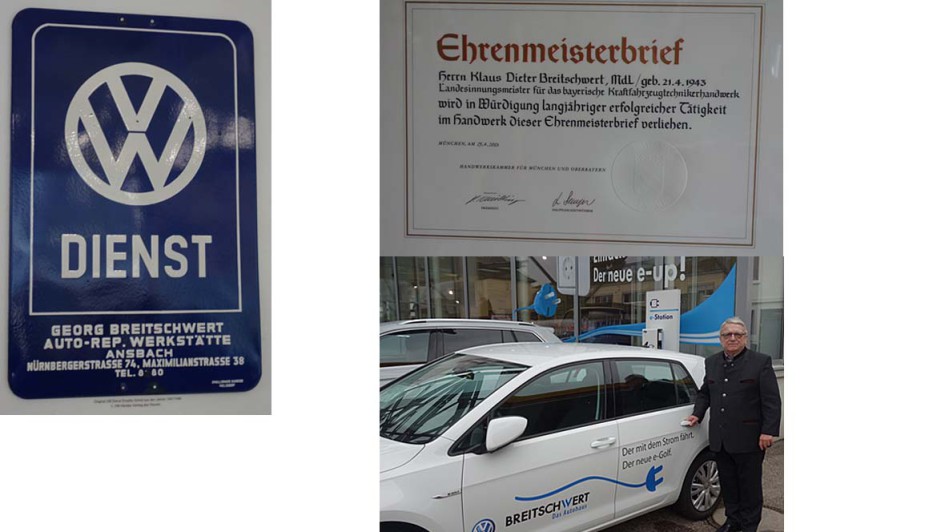 DIENST
GEORG BREITSCHWERT
AUTO-REP. WERKSTÄTTE
ANSBACH
NÜRNBERGERSTRASSE 74, MAXIMILIANSTRASSE 38
TEL. 8 60
Ehrenmeisterbrief
Herrn Klaus Dieter Breitschwert, MdL / geb. 21.4.1943
Landesinnungsmeister für das bayerische Kraftfahrzeugtechnikerhandwerk
wird in Würdigung langjähriger erfolgreicher Tätigkeit
im Handwerk dieser Ehrenmeisterbrief verliehen.
MÜNCHEN, AM
HANDWERKSKAMMER FÜR MÜNCHEN UND OBERBAYERN
Der neue e-up!
e-Station
Der mit dem Strom fährt.
Der neue e-Golf.
BREITSCHWERT
Das Autohaus